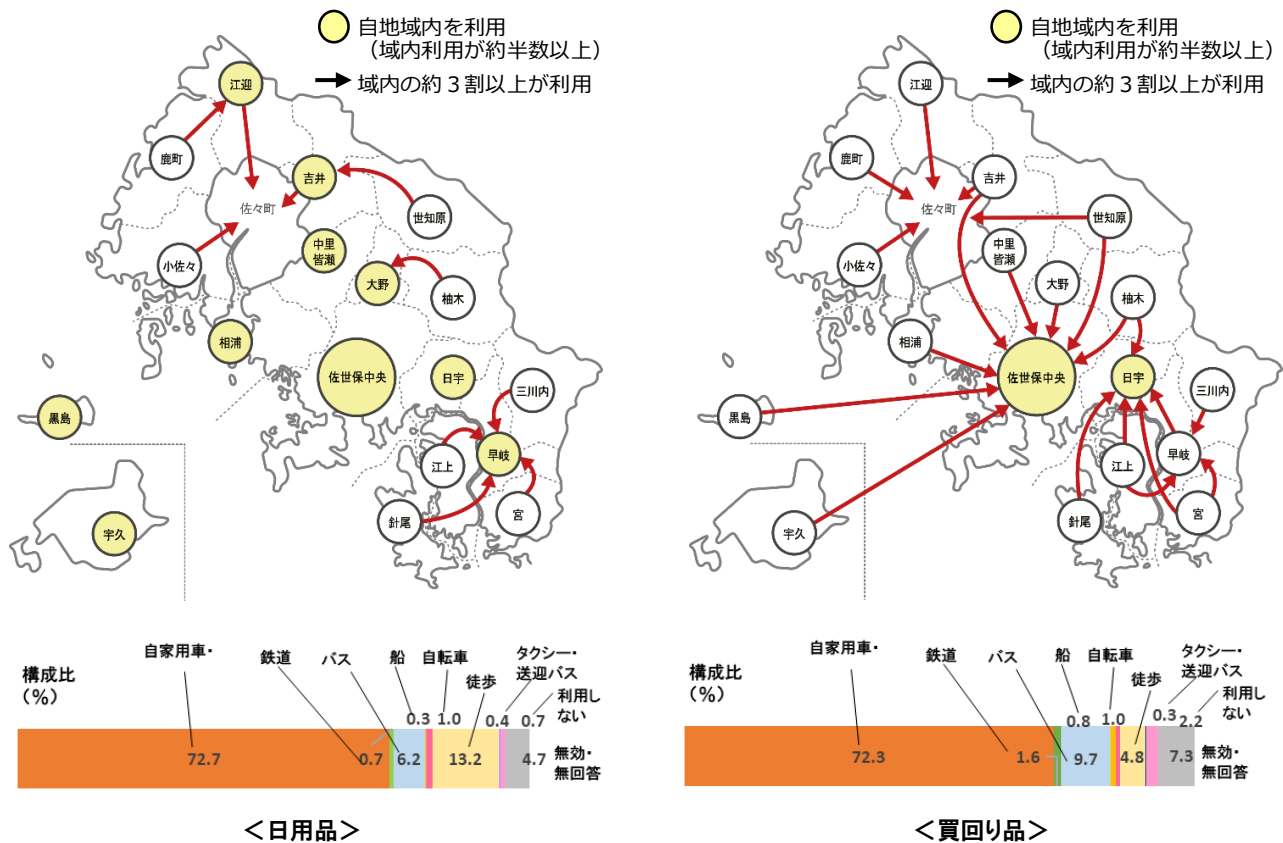 自地域内を利用
（域内利用が約半数以上）
域内の約３割以上が利用
江迎
鹿町
吉井
佐々町
世知原
小佐々
中里
皆瀬
大野
柚木
相浦
佐世保中央
日宇
三川内
黒島
江上
早岐
針尾
宮
宇久
構成比
（%）
自家用車・
鉄道
バス
船
自転車
徒歩
タクシー・
送迎バス
利用し
ない
0.3
1.0
0.4
0.7
72.7
0.7
6.2
13.2
4.7
無効・
無回答
＜日用品＞
自地域内を利用
（域内利用が約半数以上）
域内の約３割以上が利用
江迎
鹿町
吉井
佐々町
世知原
小佐々
中里
皆瀬
大野
柚木
相浦
佐世保中央
日宇
三川内
黒島
江上
早岐
針尾
宮
宇久
構成比
（%）
自家用車・
鉄道
バス
船
自転車
徒歩
タクシー・
送迎バス
利用し
ない
0.8
1.0
0.3
2.2
72.3
1.6
9.7
4.8
7.3
無効・
無回答
＜買回り品＞